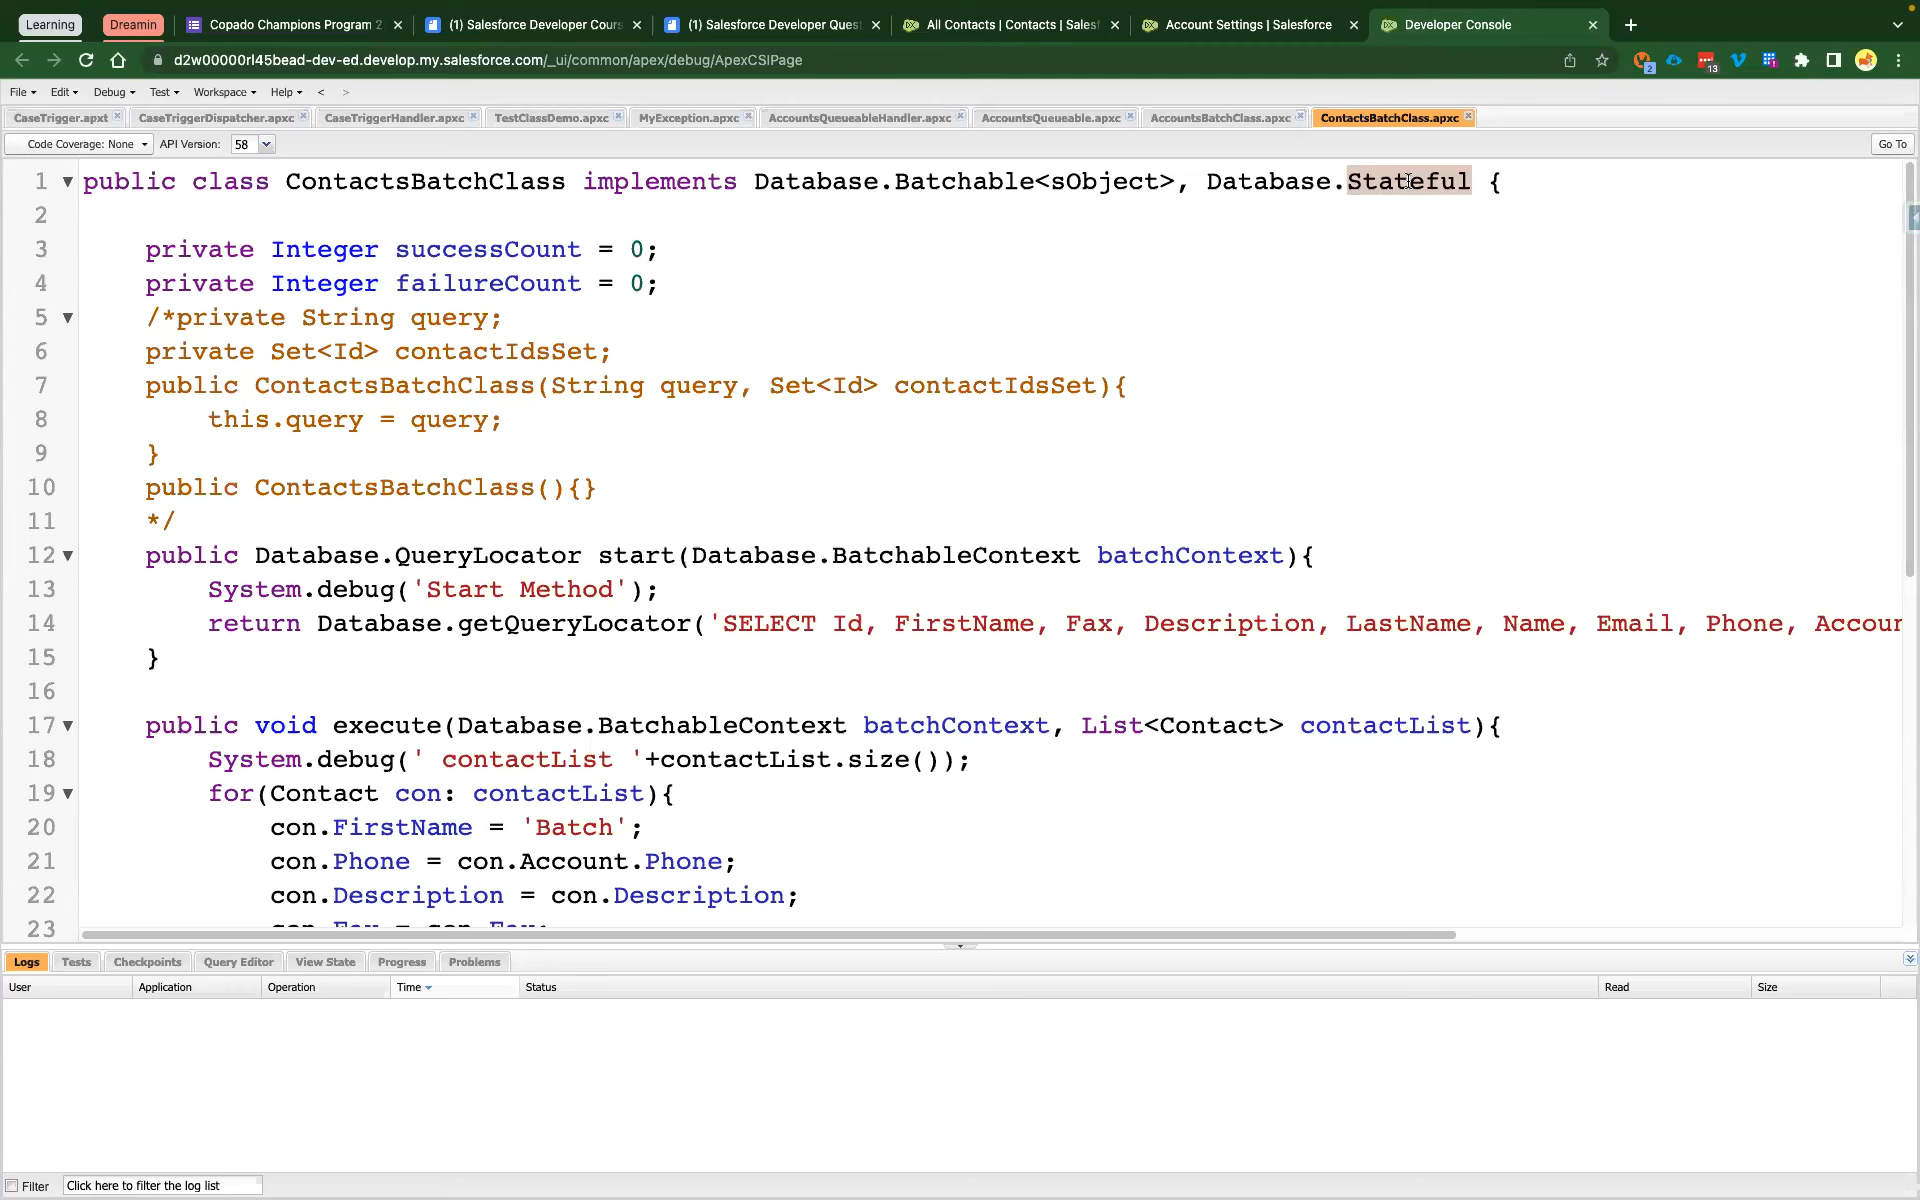 Learning
Dreamin
Copado Champions Program 2
(1) Salesforce Developer Cours
(1) Salesforce Developer Ques
All Contacts | Contacts | Salesf
Account Settings | Salesforce
Developer Console
d2w00000rl45bead-dev-ed.develop.my.salesforce.com/_ui/common/apex/debug/ApexCSIPage
2
13
1
File
Edit
Debug
Test
Workspace
Help
<
>
CaseTrigger.apxt
CaseTriggerDispatcher.apxc
CaseTriggerHandler.apxc
TestClassDemo.apxc
MyException.apxc
AccountsQueueableHandler.apxc
AccountsQueueable.apxc
AccountsBatchClass.apxc
ContactsBatchClass.apxc
Code Coverage: None
API Version:
58
Go To
1 public class ContactsBatchClass implements Database.Batchable<sObject>, Database.Stateful {
2
3 private Integer successCount = 0;
4 private Integer failureCount = 0;
5 /*private String query;
6 private Set<Id> contactIdsSet;
7 public ContactsBatchClass(String query, Set<Id> contactIdsSet){
8 this.query = query;
9 }
10 public ContactsBatchClass(){}
11 */
12 public Database.QueryLocator start(Database.BatchableContext batchContext){
13 System.debug('Start Method');
14 return Database.getQueryLocator('SELECT Id, FirstName, Fax, Description, LastName, Name, Email, Phone, Accoun
15 }
16
17 public void execute(Database.BatchableContext batchContext, List<Contact> contactList){
18 System.debug(' contactList '+contactList.size());
19 for(Contact con: contactList){
20 con.FirstName = 'Batch';
21 con.Phone = con.Account.Phone;
22 con.Description = con.Description;
23 con.Fax = con.Fax;
Logs
Tests
Checkpoints
Query Editor
View State
Progress
Problems
User
Application
Operation
Time
Status
Read
Size
Filter
Click here to filter the log list